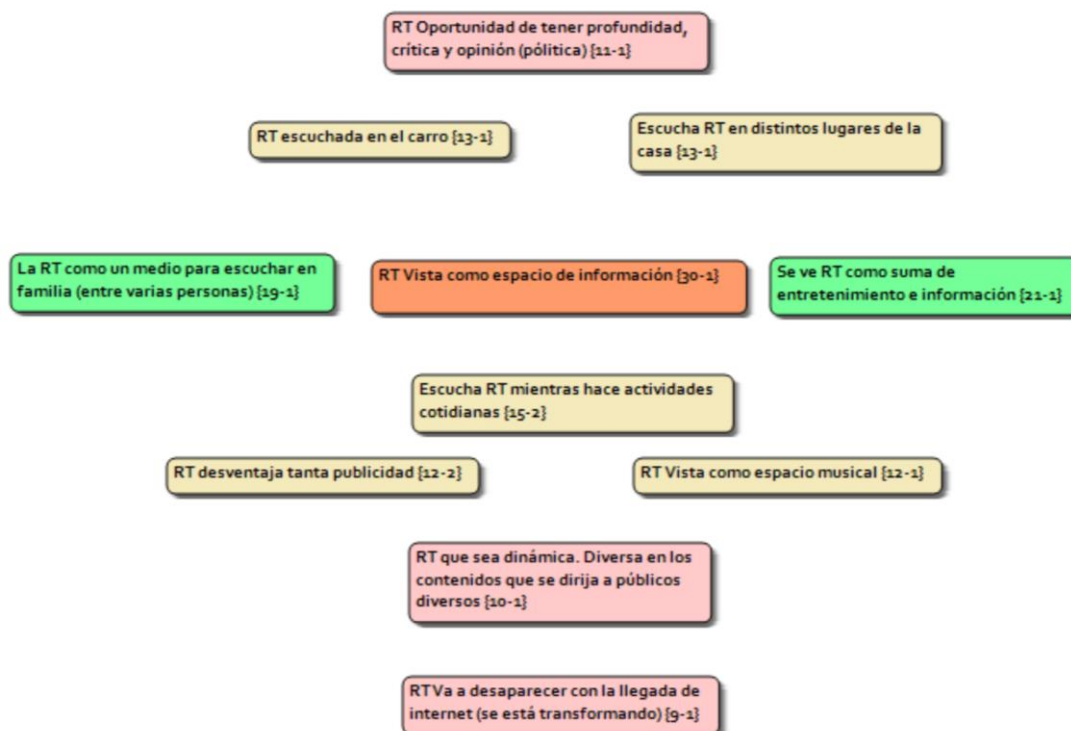 RT Oportunidad de tener profundidad,
crítica y opinión (pólitica) {11-1}
RT escuchada en el carro {13-1}
Escucha RT en distintos lugares de la
casa {13-1}
La RT como un medio para escuchar en
familia (entre varias personas) {19-1}
RT Vista como espacio de información {30-1}
Se ve RT como suma de
entretenimiento e información {21-1}
Escucha RT mientras hace actividades
cotidianas {15-2}
RT desventaja tanta publicidad {12-2}
RT Vista como espacio musical {12-1}
RT que sea dinámica. Diversa en los
contenidos que se dirija a públicos
diversos {10-1}
RT Va a desaparecer con la llegada de
internet (se está transformando) {9-1}